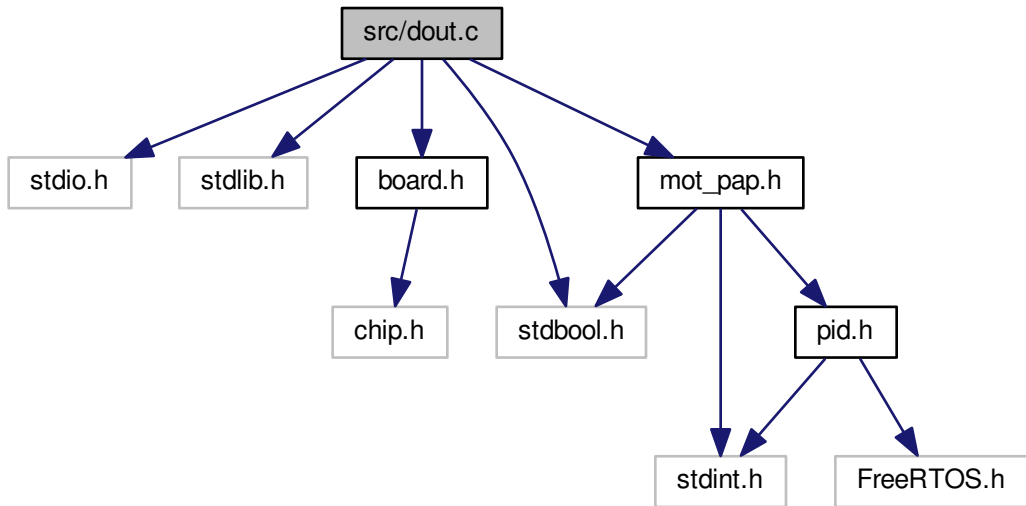 src/dout.c
stdio.h
stdlib.h
board.h
mot_pap.h
chip.h
stdbool.h
pid.h
stdint.h
FreeRTOS.h